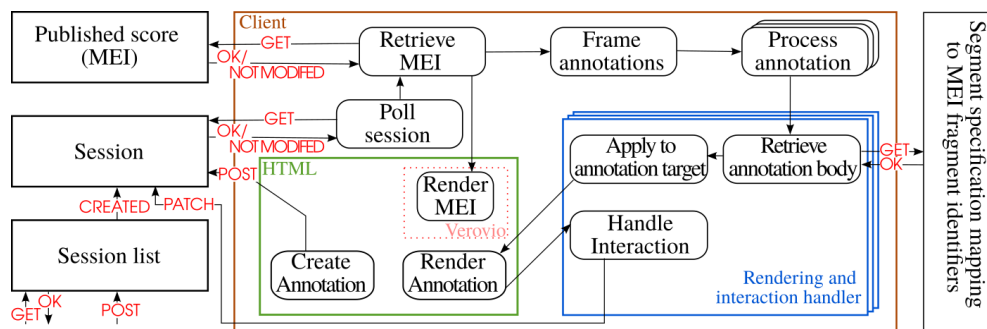 Client
Published score
(MEI)
GET
OK/
NOT MODIFED
Retrieve
MEI
Frame
annotations
Process
annotation
Segment specification mapping
to MEI fragment identifiers
Poll
session
GET
OK/
NOT MODIFED
Session
POST
HTML
Render
MEI
Verovio
Apply to
annotation target
Retrieve
annotation body
GET
OK
CREATED
PATCH
Session list
Create
Annotation
Render
Annotation
Handle
Interaction
Rendering and
interaction handler
GET
OK
POST